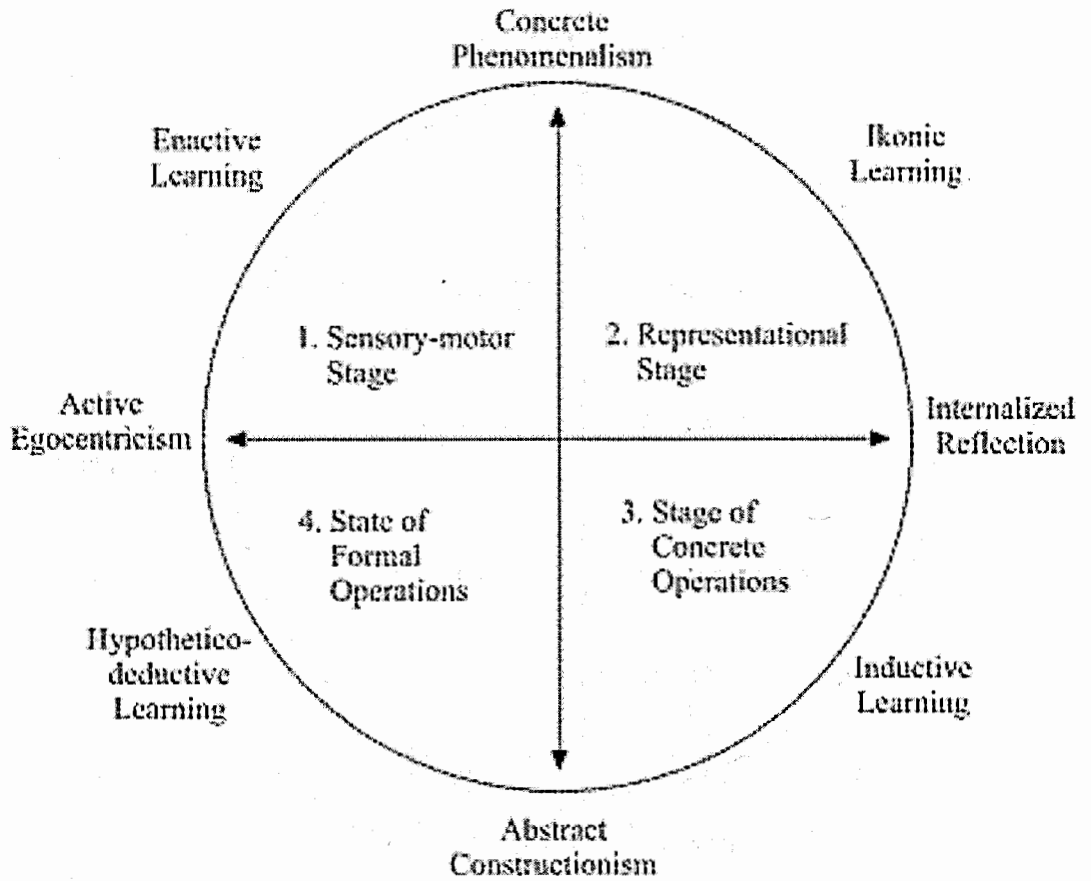 Concrete
Phenomenalism
Enactive
Learning
Ikonic
Learning
1. Sensory-motor
Stage
2. Representational
Stage
Active
Egocentricism
Internalized
Reflection
4. State of
Formal
Operations
3. Stage of
Concrete
Operations
Hypothetico-
deductive
Learning
Inductive
Learning
Abstract
Constructionism